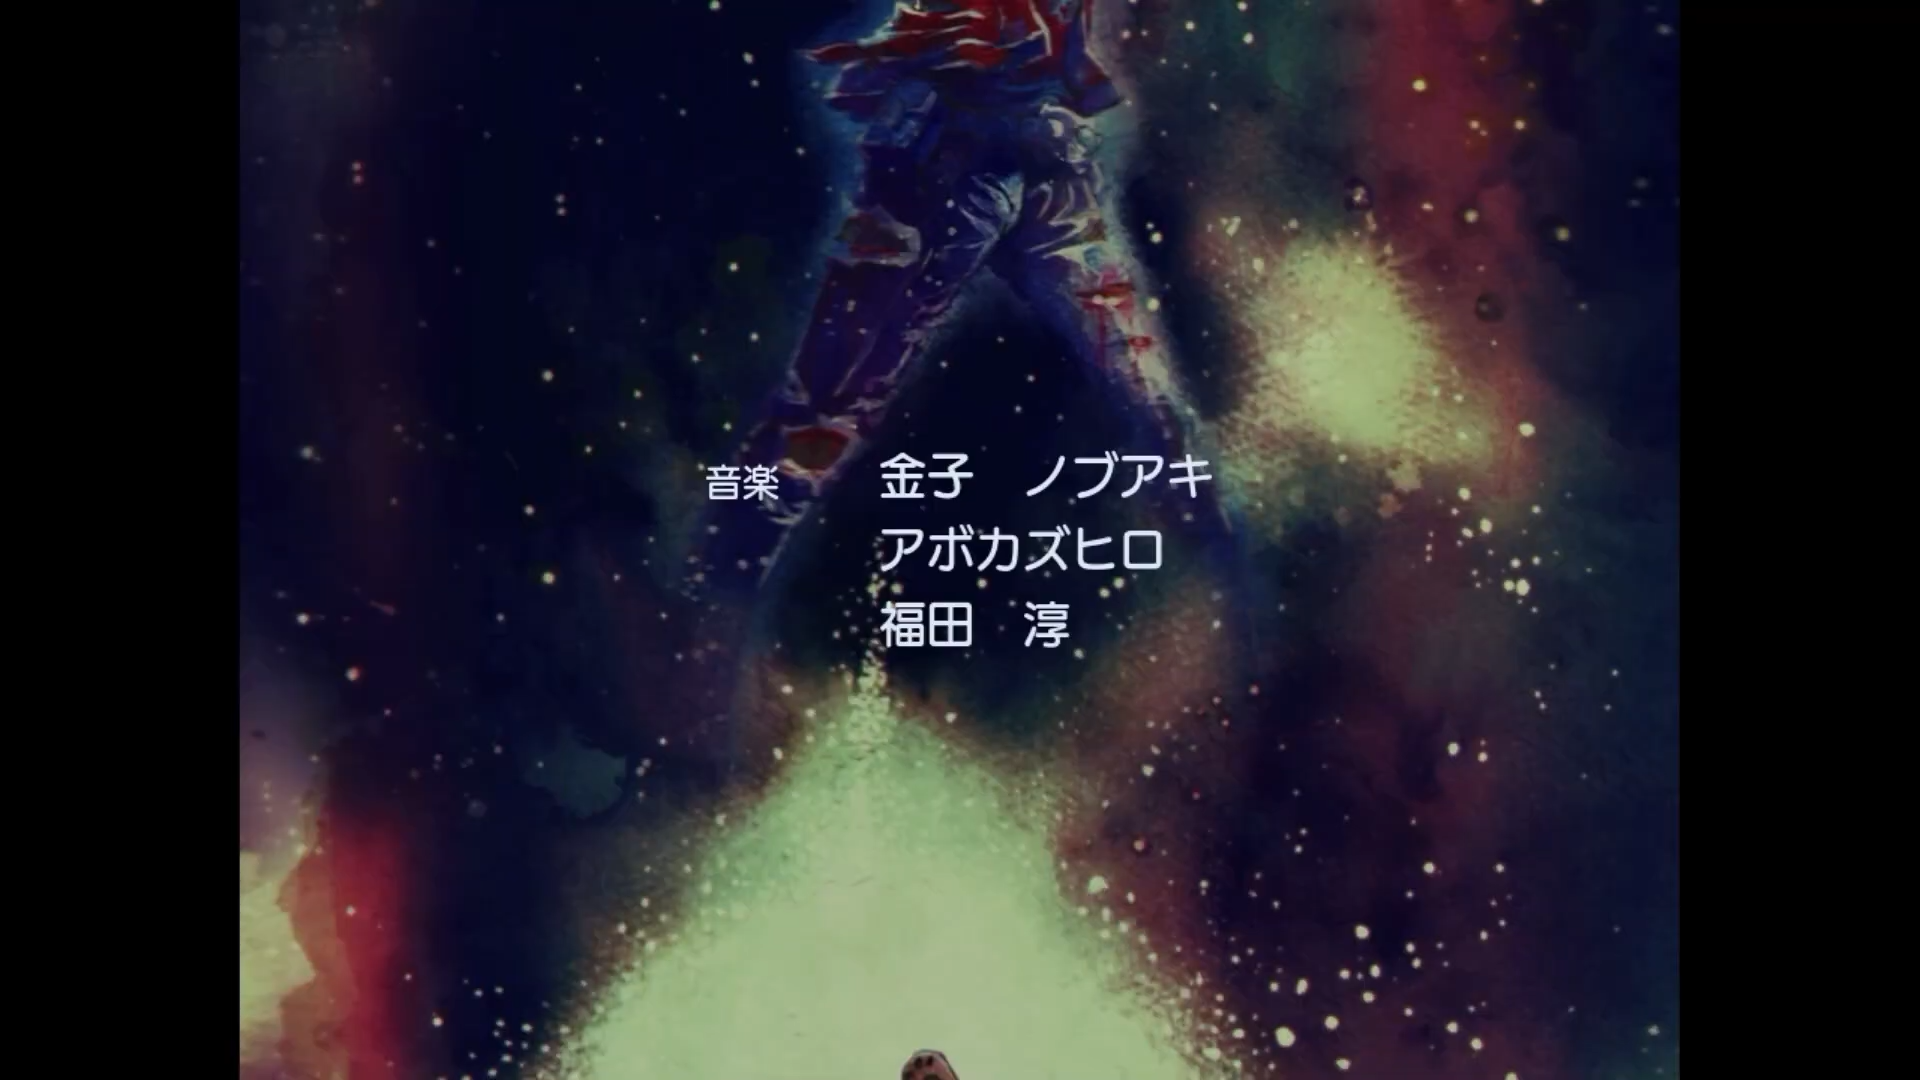 音楽　金子　ノブアキ
アボカズヒロ
福田　淳